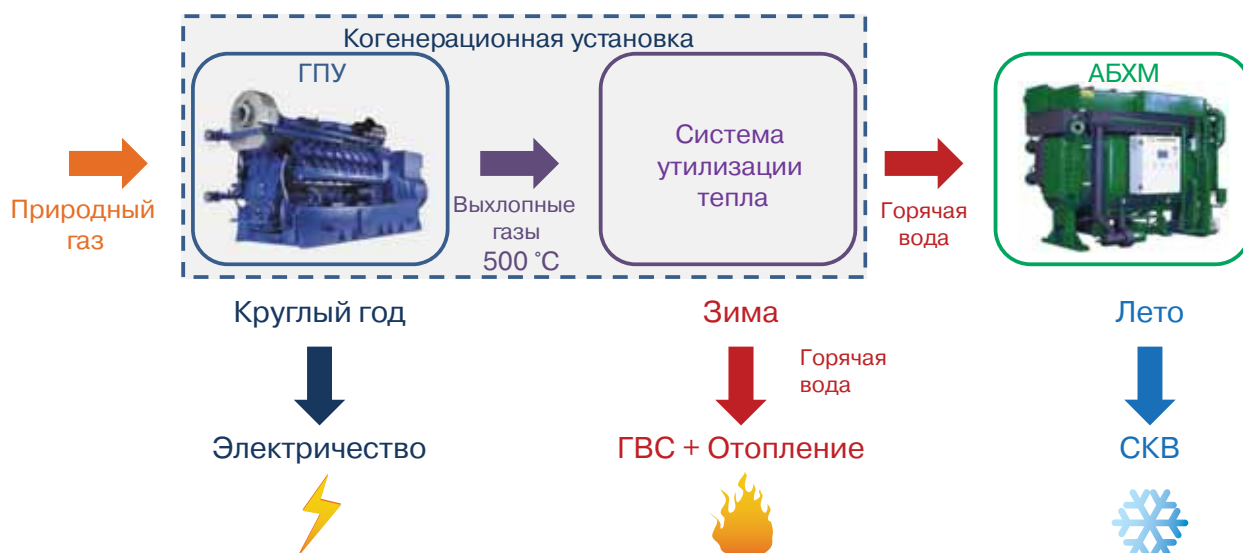 Когенерационная установка
ГПУ
АБХМ
Система
утилизации
тепла
Природный
газ
Выхлопные
газы
500 °С
Горячая
вода
Круглый год
Зима
Лето
Горячая
вода
Электричество
ГВС + Отопление
СКВ